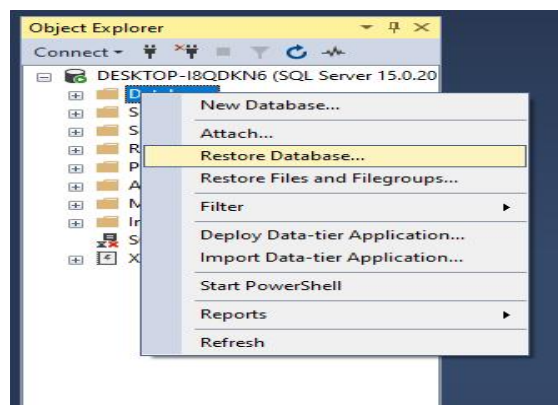 Object Explorer
Connect
DESKTOP-I8QDKN6 (SQL Server 15.0.20
New Database...
Attach...
Restore Database...
Restore Files and Filegroups...
Filter
Deploy Data-tier Application...
Import Data-tier Application...
Start PowerShell
Reports
Refresh